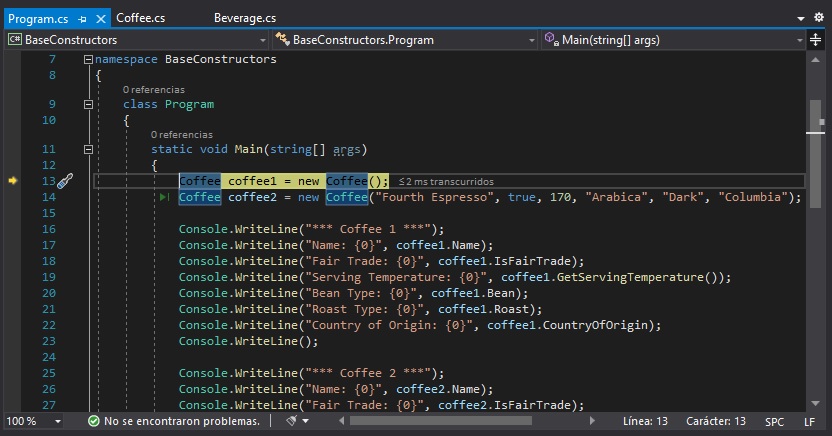 Program.cs Coffee.cs Beverage.cs
C# BaseConstructors BaseConstructors.Program Main(string[] args)
7 namespace BaseConstructors
8 {
0 referencias
9 class Program
10 {
0 referencias
11 static void Main(string[] args)
12 {
13 Coffee coffee1 = new Coffee(); ≤2 ms transcurridos
14 Coffee coffee2 = new Coffee("Fourth Espresso", true, 170, "Arabica", "Dark", "Columbia");
15
16 Console.WriteLine("*** Coffee 1 ***");
17 Console.WriteLine("Name: {0}", coffee1.Name);
18 Console.WriteLine("Fair Trade: {0}", coffee1.IsFairTrade);
19 Console.WriteLine("Serving Temperature: {0}", coffee1.GetServingTemperature());
20 Console.WriteLine("Bean Type: {0}", coffee1.Bean);
21 Console.WriteLine("Roast Type: {0}", coffee1.Roast);
22 Console.WriteLine("Country of Origin: {0}", coffee1.CountryOfOrigin);
23 Console.WriteLine();
24
25 Console.WriteLine("*** Coffee 2 ***");
26 Console.WriteLine("Name: {0}", coffee2.Name);
27 Console.WriteLine("Fair Trade: {0}", coffee2.IsFairTrade);
100 % No se encontraron problemas. Línea: 13 Carácter: 13 SPC LF